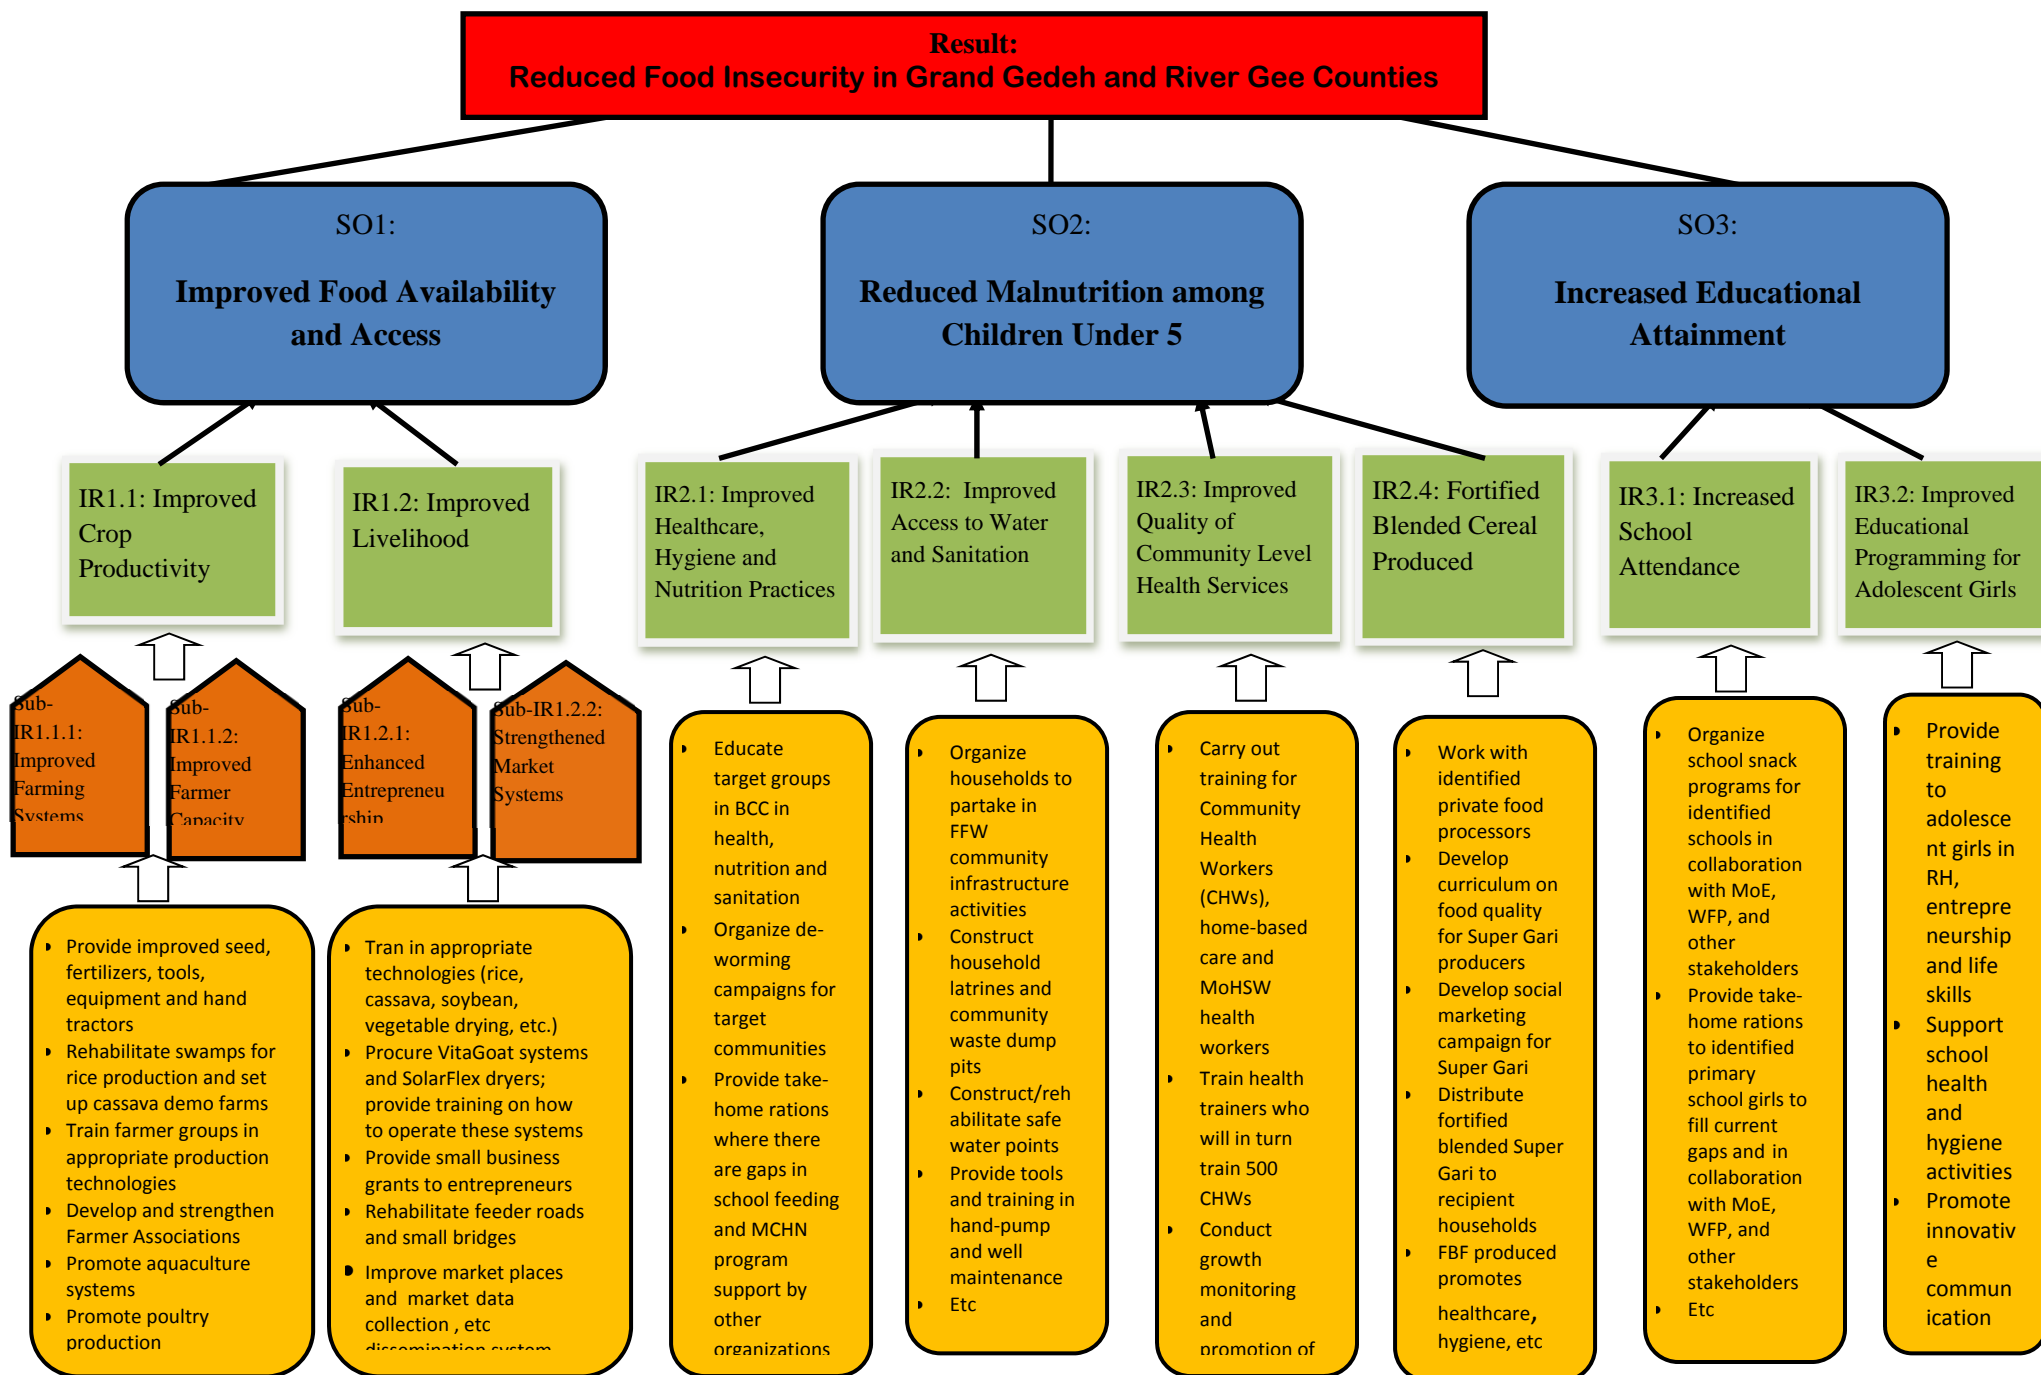 Result:
Reduced Food Insecurity in Grand Gedeh and River Gee Counties
SO1:
Improved Food Availability
and Access
SO2:
Reduced Malnutrition among
Children Under 5
SO3:
Increased Educational
Attainment
IR1.1: Improved
Crop
Productivity
IR1.2: Improved
Livelihood
IR2.1: Improved
Healthcare,
Hygiene and
Nutrition Practices
IR2.2:  Improved
Access to Water
and Sanitation
IR2.3: Improved
Quality of
Community Level
Health Services
IR2.4: Fortified
Blended Cereal
Produced
IR3.1: Increased
School
Attendance
IR3.2: Improved
Educational
Programming for
Adolescent Girls
Sub-
IR1.1.1:
Improved
Farming
Systems
Sub-
IR1.1.2:
Improved
Farmer
Capacity
Sub-
IR1.2.1:
Enhanced
Entrepreneu
rship
Sub-IR1.2.2:
Strengthened
Market
Systems
• Provide improved seed,
fertilizers, tools,
equipment and hand
tractors
• Rehabilitate swamps for
rice production and set
up cassava demo farms
• Train farmer groups in
appropriate production
technologies
• Develop and strengthen
Farmer Associations
• Promote aquaculture
systems
• Promote poultry
production
• Tran in appropriate
technologies (rice,
cassava, soybean,
vegetable drying, etc.)
• Procure VitaGoat systems
and SolarFlex dryers;
provide training on how
to operate these systems
• Provide small business
grants to entrepreneurs
• Rehabilitate feeder roads
and small bridges
• Improve market places
and  market data
collection , etc
dissemination system
• Educate
target groups
in BCC in
health,
nutrition and
sanitation
• Organize de-
worming
campaigns for
target
communities
• Provide take-
home rations
where there
are gaps in
school feeding
and MCHN
program
support by
other
organizations
• Organize
households to
partake in
FFW
community
infrastructure
activities
• Construct
household
latrines and
community
waste dump
pits
• Construct/reh
abilitate safe
water points
• Provide tools
and training in
hand-pump
and well
maintenance
• Etc
• Carry out
training for
Community
Health
Workers
(CHWs),
home-based
care and
MoHSW
health
workers
• Train health
trainers who
will in turn
train 500
CHWs
• Conduct
growth
monitoring
and
promotion of
• Work with
identified
private food
processors
• Develop
curriculum on
food quality
for Super Gari
producers
• Develop social
marketing
campaign for
Super Gari
• Distribute
fortified
blended Super
Gari to
recipient
households
• FBF produced
promotes
healthcare,
hygiene, etc
• Organize
school snack
programs for
identified
schools in
collaboration
with MoE,
WFP, and
other
stakeholders
• Provide take-
home rations
to identified
primary
school girls to
fill current
gaps and in
collaboration
with MoE,
WFP, and
other
stakeholders
• Etc
• Provide
training
to
adolesce
nt girls in
RH,
entrepre
neurship
and life
skills
• Support
school
health
and
hygiene
activities
• Promote
innovativ
e
commun
ication